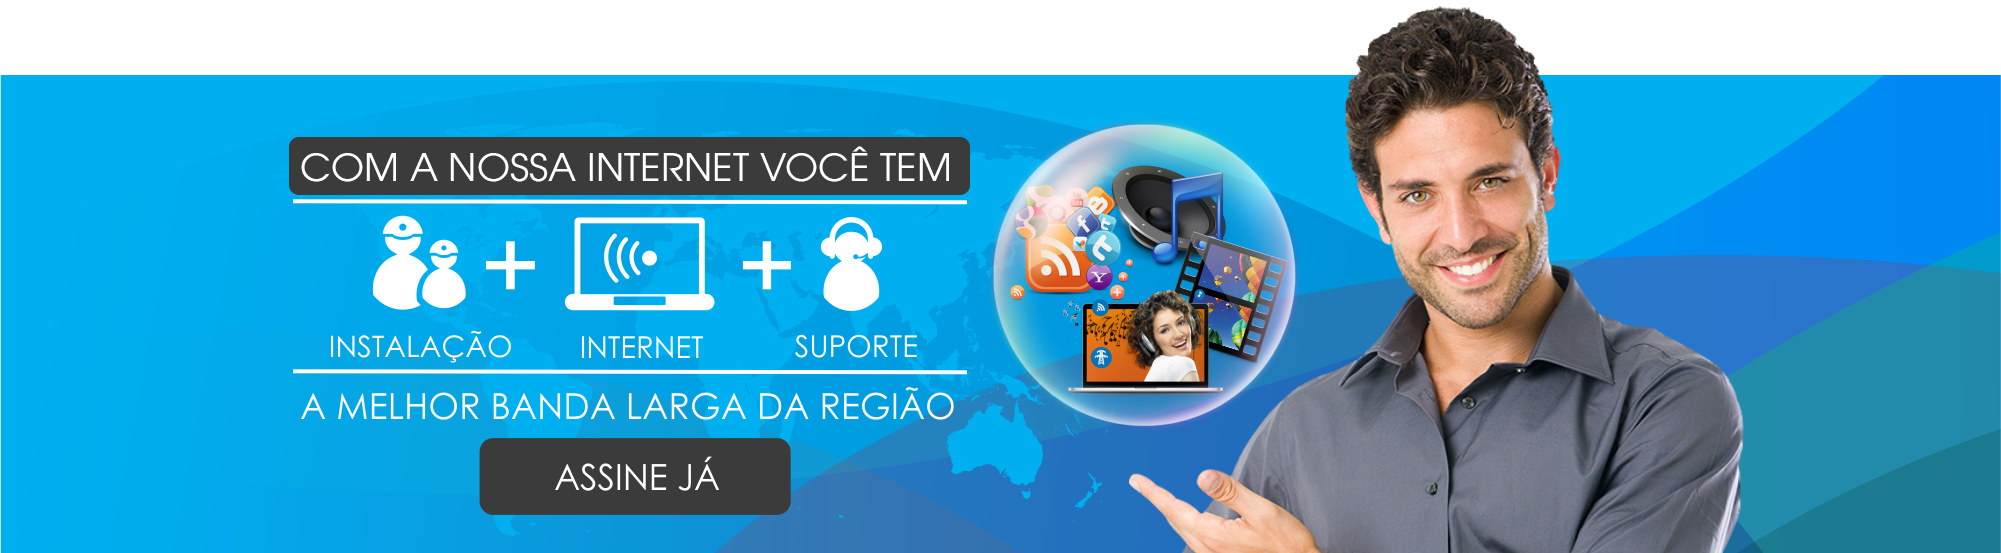 COM A NOSSA INTERNET VOCÊ TEM
INSTALAÇÃO INTERNET SUPORTE
A MELHOR BANDA LARGA DA REGIÃO
ASSINE JÁ